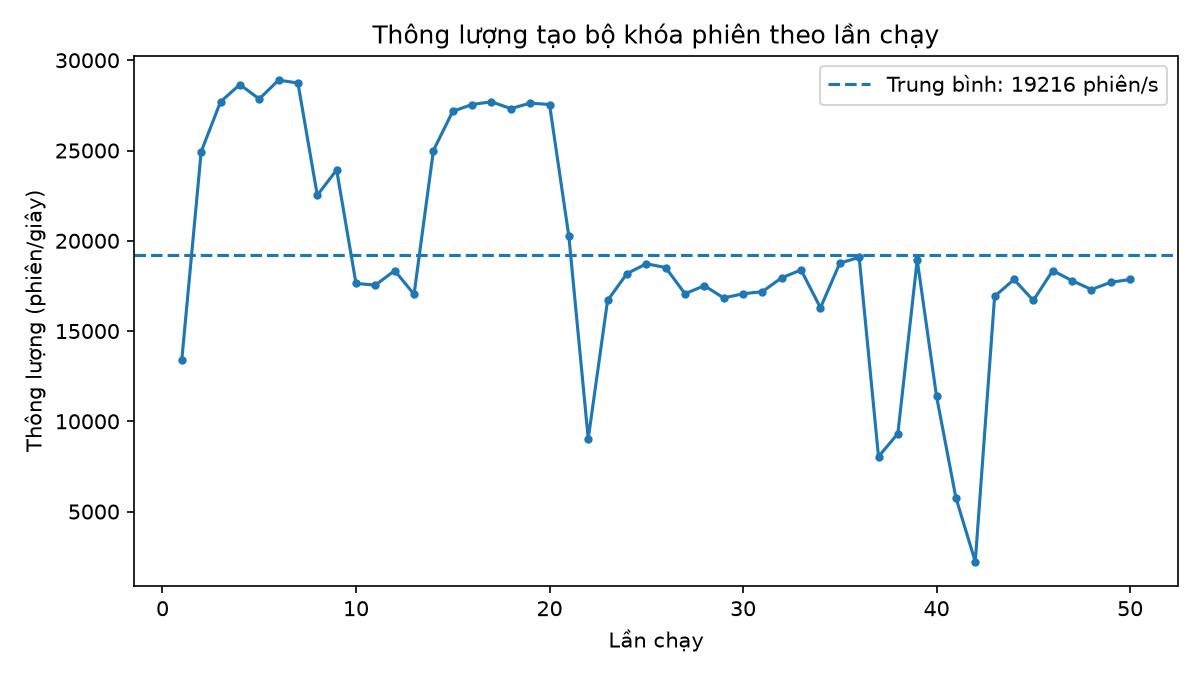 Thông lượng tạo bộ khóa phiên theo lần chạy
Trung bình: 19216 phiên/s
Thông lượng (phiên/giây)
30000
25000
20000
15000
10000
5000
0 10 20 30 40 50
Lần chạy